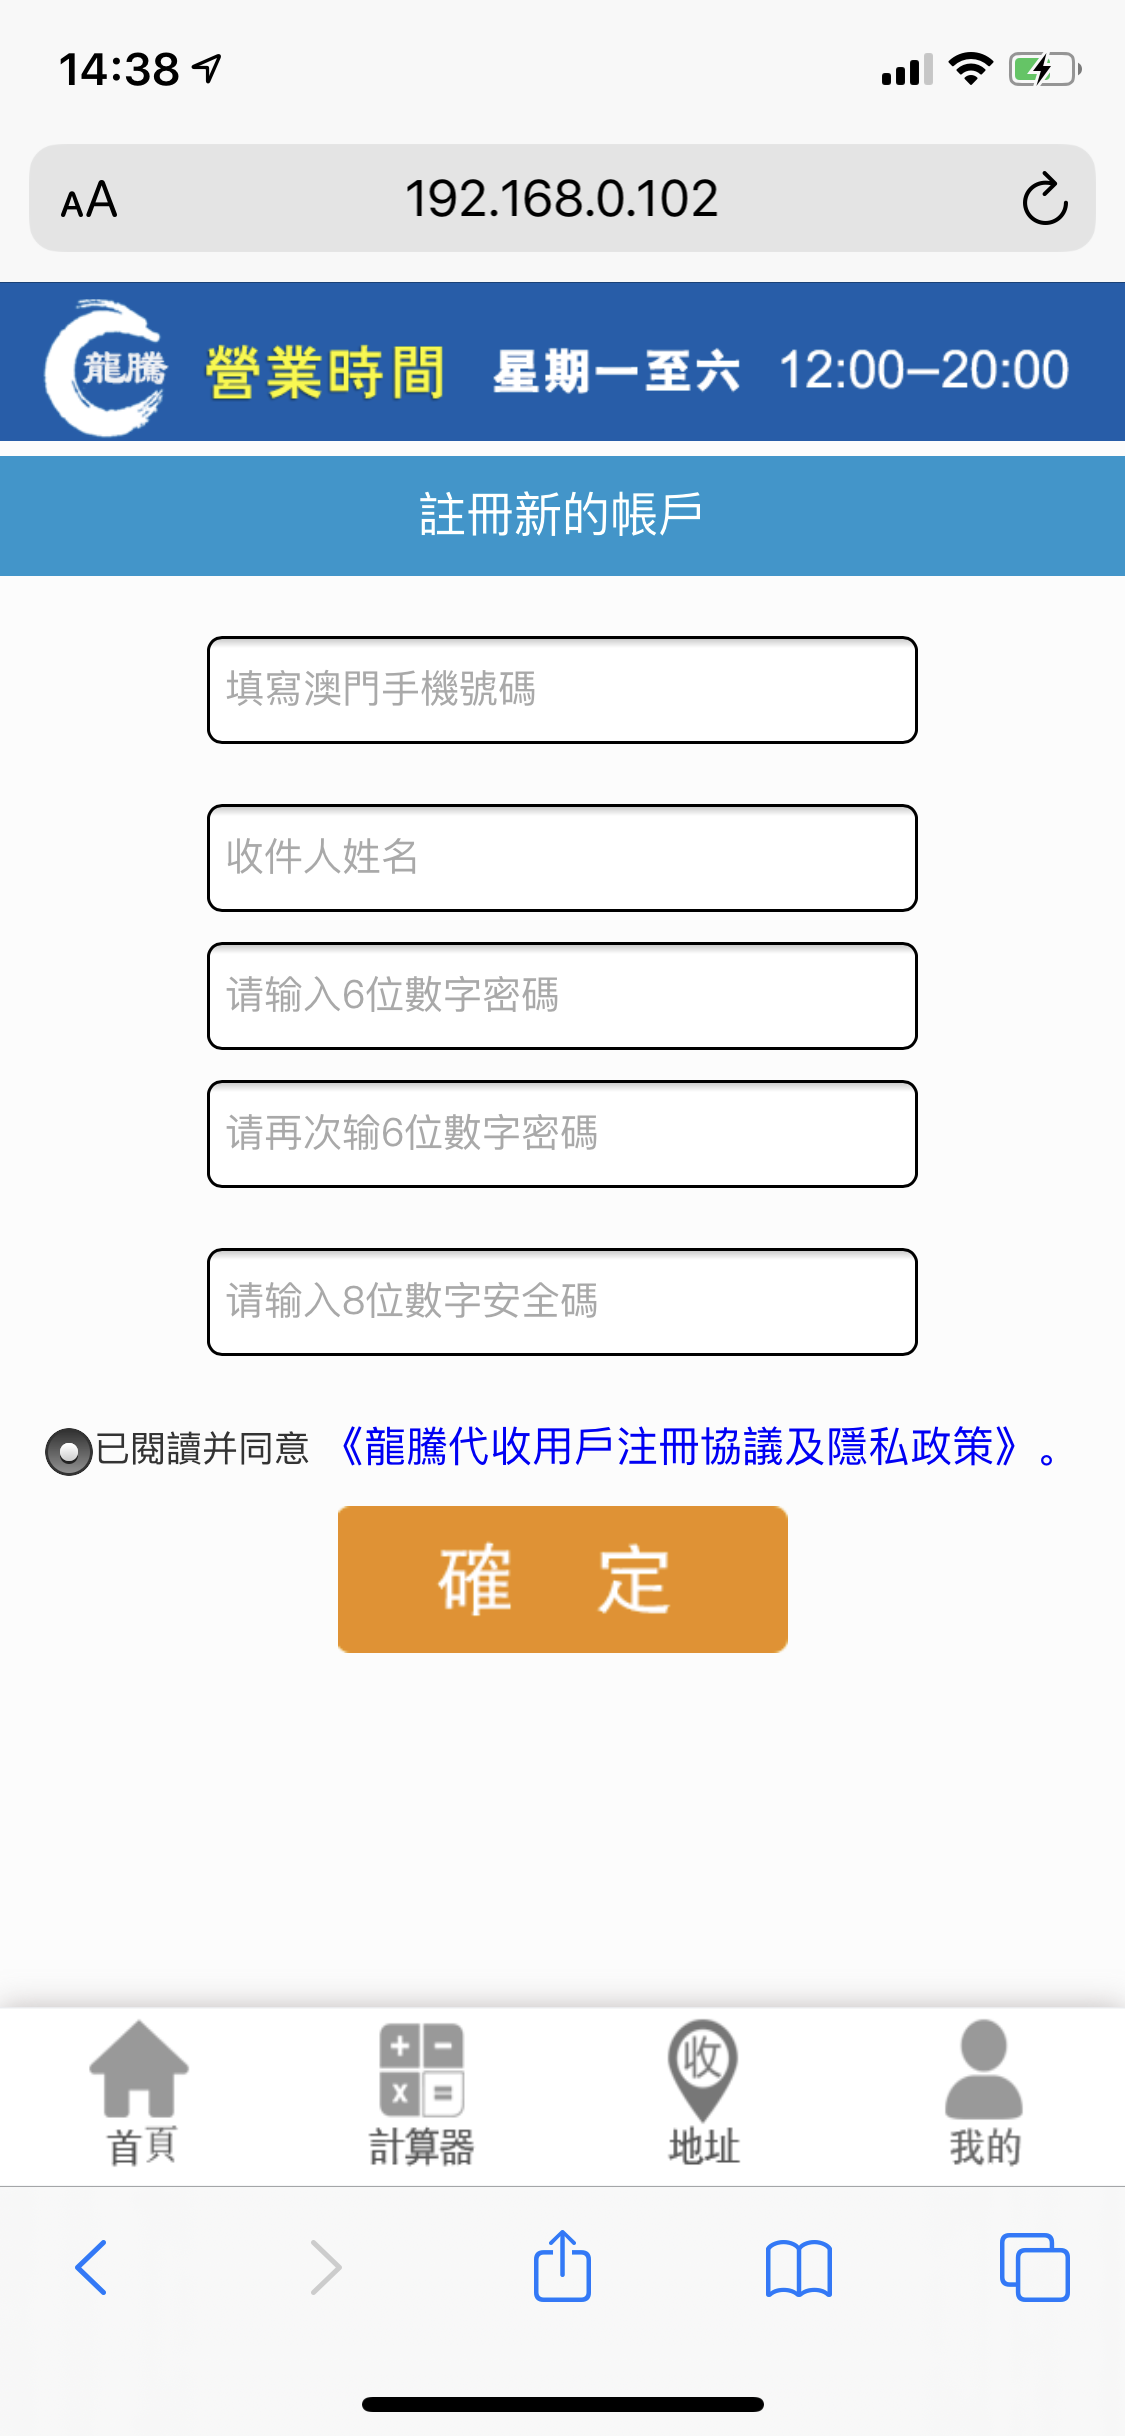 14:38
AA 192.168.0.102
龍騰 營業時間 星期一至六 12:00–20:00
註冊新的帳戶
填寫澳門手機號碼
收件人姓名
请输入6位數字密碼
请再次输6位數字密碼
请输入8位數字安全碼
已閱讀并同意 《龍騰代收用戶注冊協議及隱私政策》。
確 定
收
首頁 計算器 地址 我的